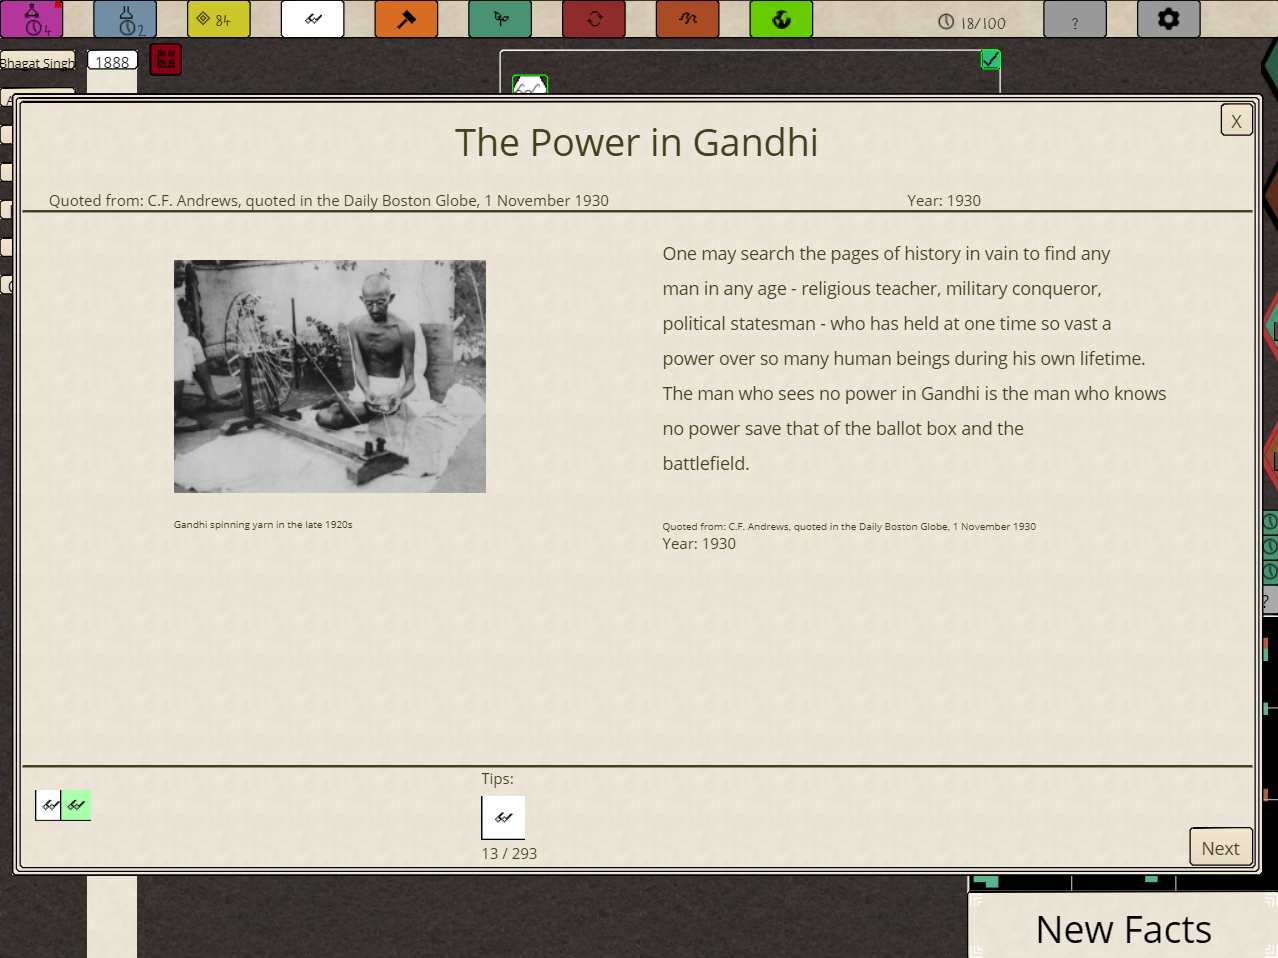 4
2
84
18/100
?
Bhagat Singh
1888
The Power in Gandhi
X
Quoted from: C.F. Andrews, quoted in the Daily Boston Globe, 1 November 1930
Year: 1930
One may search the pages of history in vain to find any
man in any age - religious teacher, military conqueror,
political statesman - who has held at one time so vast a
power over so many human beings during his own lifetime.
The man who sees no power in Gandhi is the man who knows
no power save that of the ballot box and the
battlefield.
Gandhi spinning yarn in the late 1920s
Quoted from: C.F. Andrews, quoted in the Daily Boston Globe, 1 November 1930
Year: 1930
?
Tips:
13 / 293
Next
New Facts